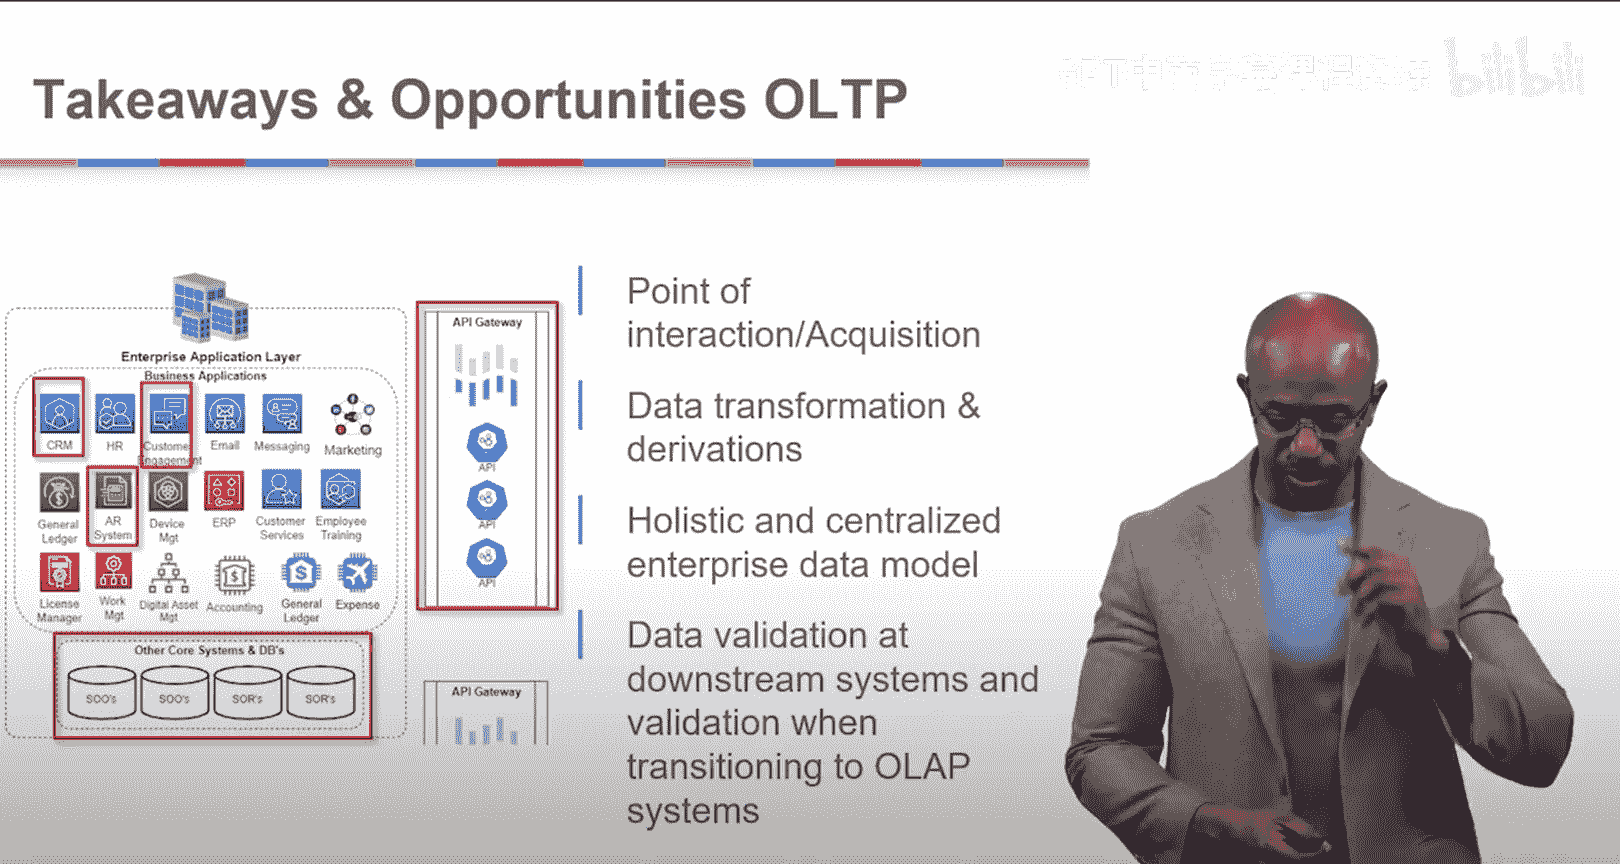 Takeaways & Opportunities OLTP
bilibili
Enterprise Application Layer
Business Applications
CRM
HR
Customer
Engagement
Email
Messaging
Marketing
General
Ledger
AR
System
Device
Mgt
ERP
Customer
Services
Employee
Training
License
Manager
Work
Mgt
Digital Asset
Mgt
Accounting
General
Ledger
Expense
Other Core Systems & DB's
SOO's
SOO's
SOR's
SOR's
API Gateway
API
API
API
API Gateway
Point of
interaction/Acquisition
Data transformation &
derivations
Holistic and centralized
enterprise data model
Data validation at
downstream systems and
validation when
transitioning to OLAP
systems